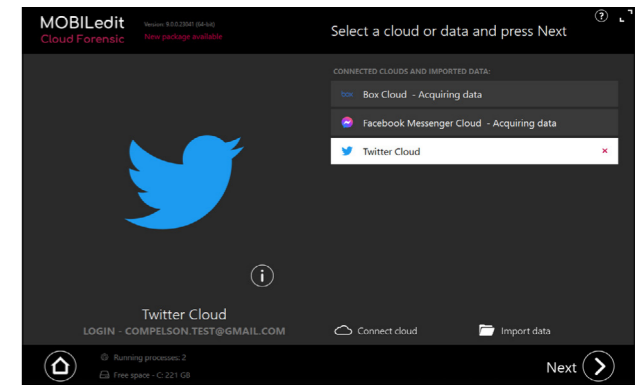 MOBILedit
Cloud Forensic
Version: 9.0.0.23041 (64-bit)
New package available
Select a cloud or data and press Next
?
CONNECTED CLOUDS AND IMPORTED DATA:
box Box Cloud - Acquiring data
Facebook Messenger Cloud - Acquiring data
Twitter Cloud ×
i
Twitter Cloud
LOGIN - COMPELSON.TEST@GMAIL.COM
Connect cloud
Import data
Running processes: 2
Free space - C: 221 GB
Next